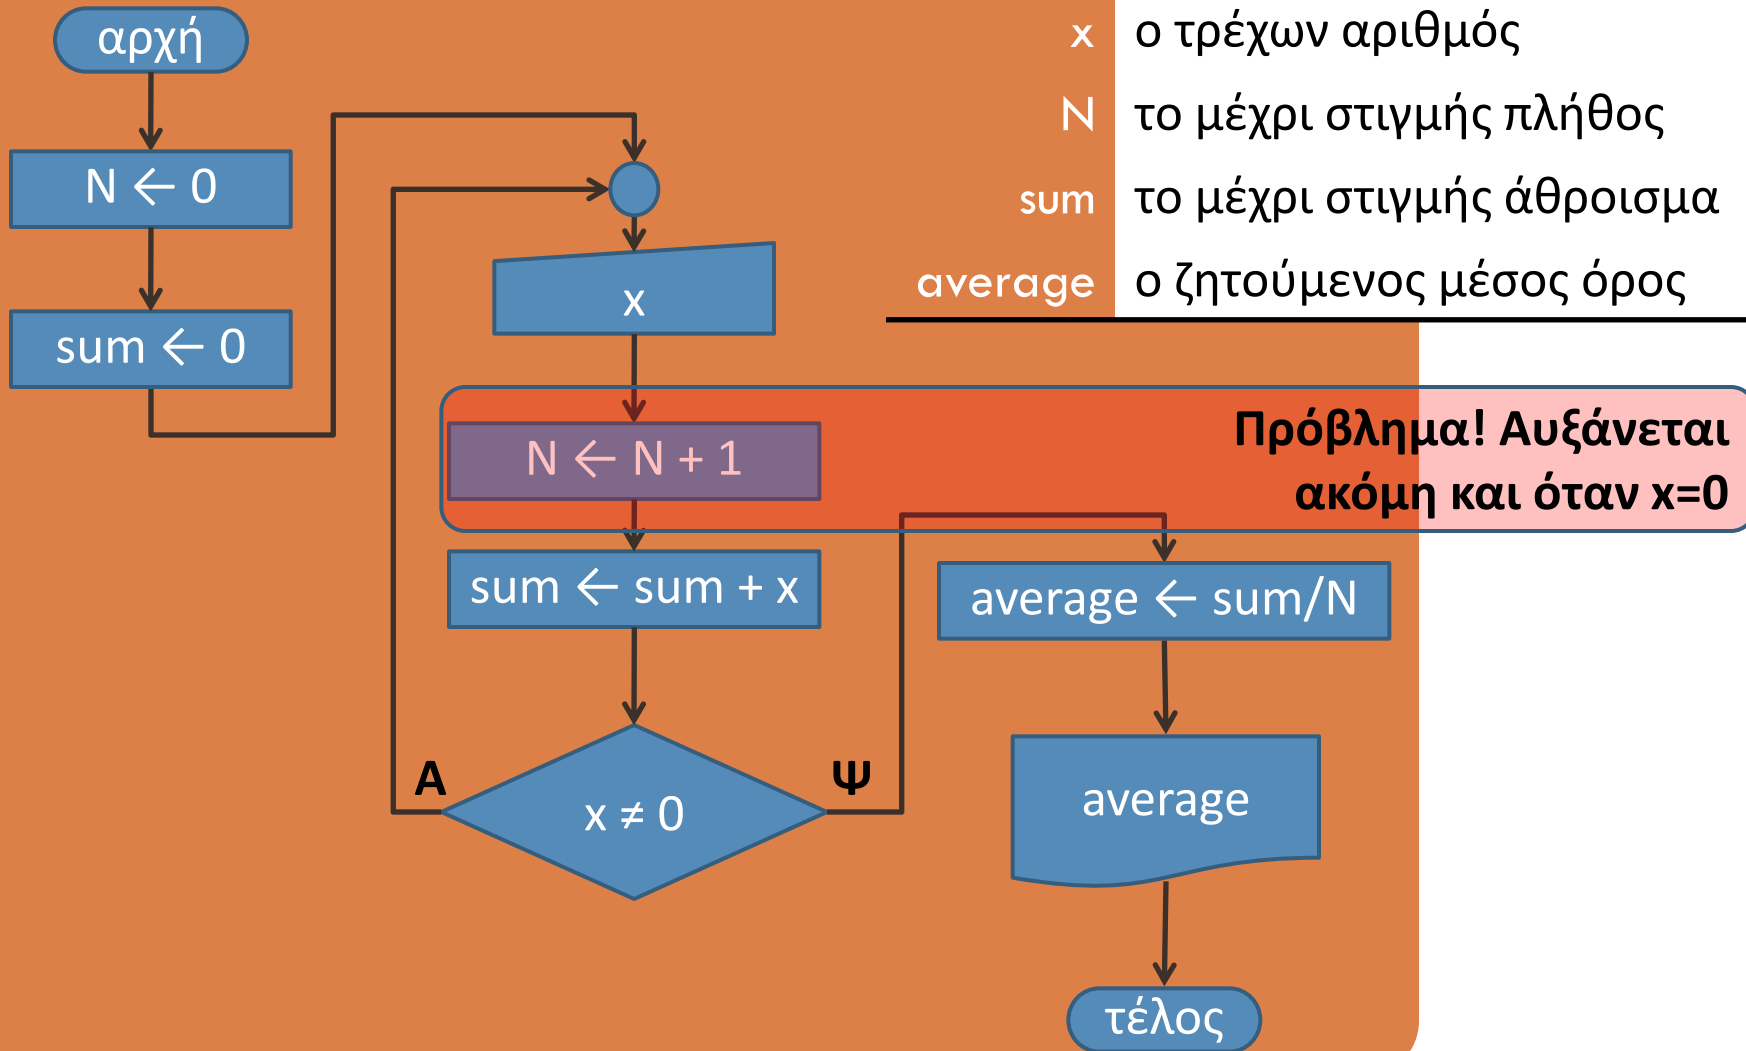 αρχή
N ← 0
sum ← 0
x
N ← N + 1
sum ← sum + x
x ≠ 0
Α
Ψ
average ← sum/N
average
τέλος
x ο τρέχων αριθμός
N το μέχρι στιγμής πλήθος
sum το μέχρι στιγμής άθροισμα
average ο ζητούμενος μέσος όρος
Πρόβλημα! Αυξάνεται
ακόμη και όταν x=0